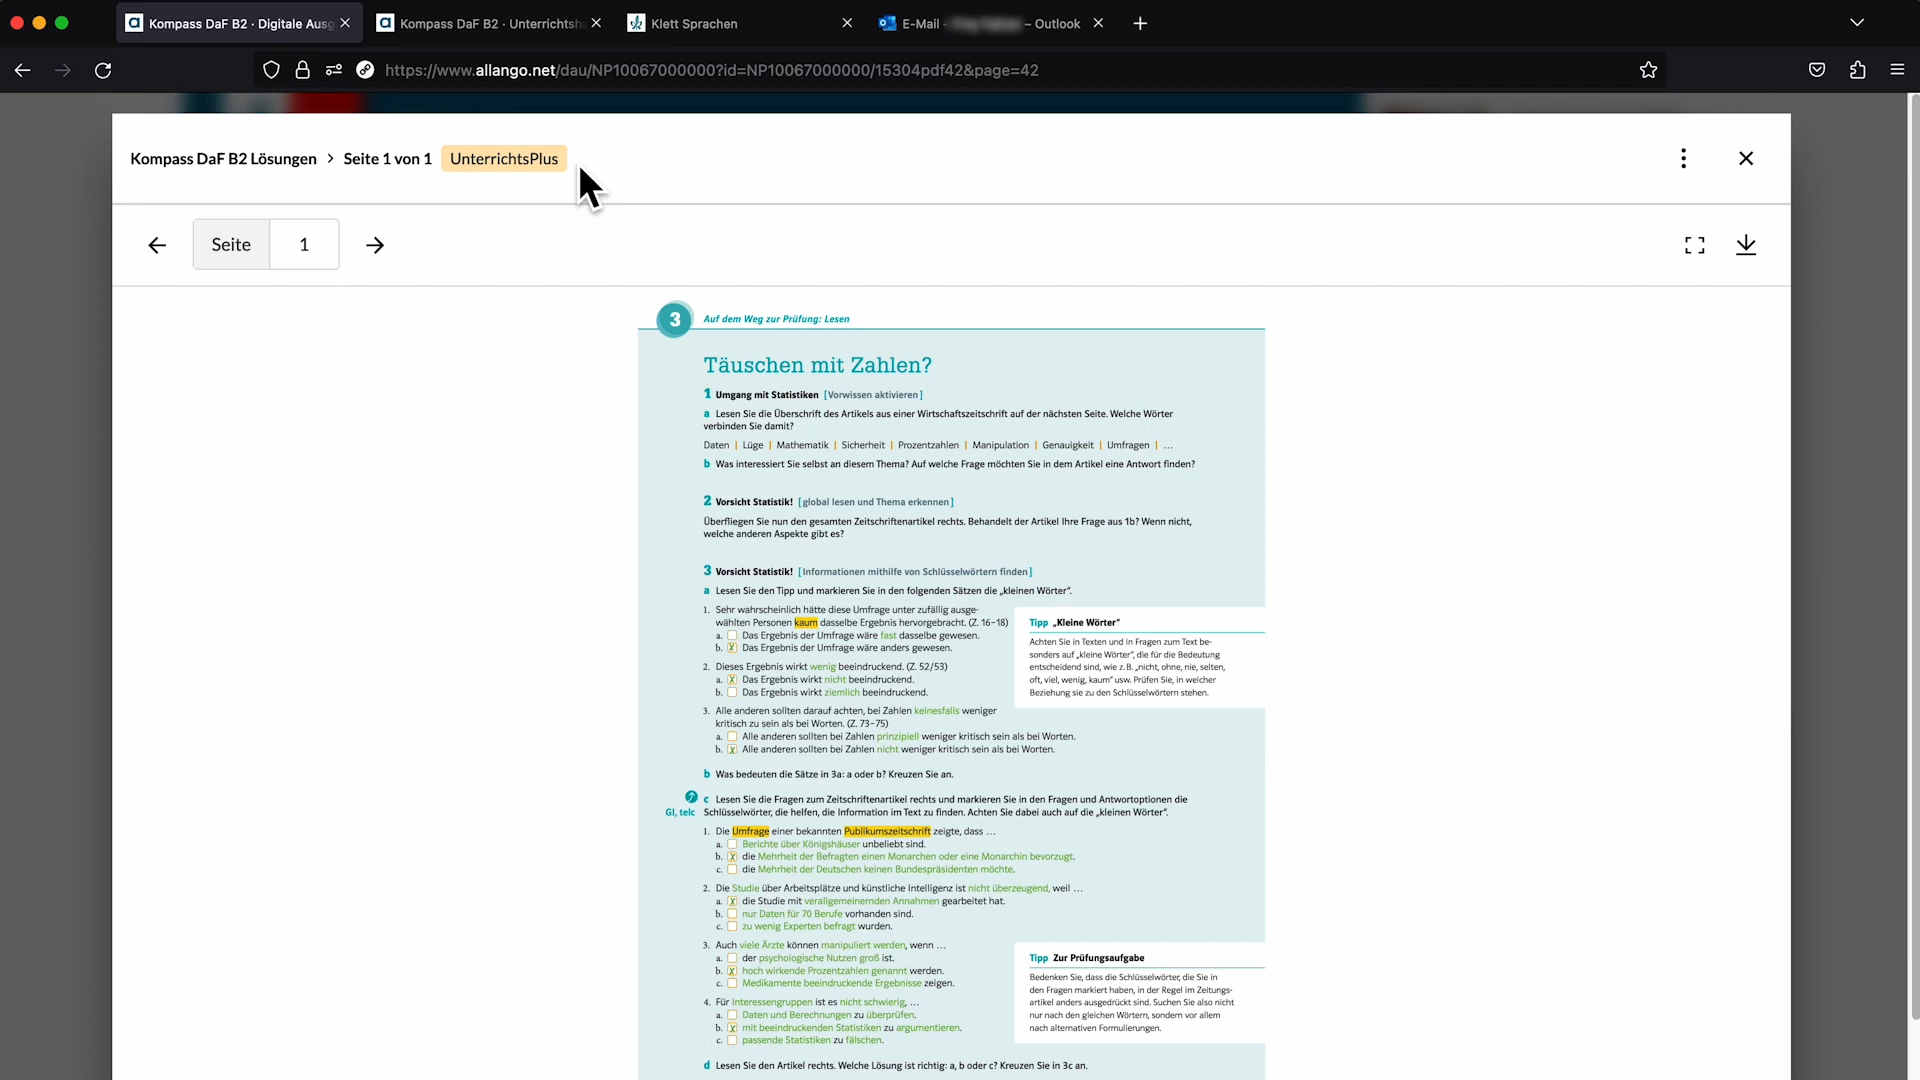 Kompass DaF B2 · Digitale Ausg
Kompass DaF B2 · Unterrichtsha
Klett Sprachen
E-Mail - – Outlook
https://www.allango.net/dau/NP10067000000?id=NP10067000000/15304pdf42&page=42
Kompass DaF B2 Lösungen > Seite 1 von 1 UnterrichtsPlus
Seite 1
3 Auf dem Weg zur Prüfung: Lesen
Täuschen mit Zahlen?
1 Umgang mit Statistiken [Vorwissen aktivieren]
a Lesen Sie die Überschrift des Artikels aus einer Wirtschaftszeitschrift auf der nächsten Seite. Welche Wörter
verbinden Sie damit?
Daten | Lüge | Mathematik | Sicherheit | Prozentzahlen | Manipulation | Genauigkeit | Umfragen | …
b Was interessiert Sie selbst an diesem Thema? Auf welche Frage möchten Sie in dem Artikel eine Antwort finden?
2 Vorsicht Statistik! [global lesen und Thema erkennen]
Überfliegen Sie nun den gesamten Zeitschriftenartikel rechts. Behandelt der Artikel Ihre Frage aus 1b? Wenn nicht,
welche anderen Aspekte gibt es?
3 Vorsicht Statistik! [Informationen mithilfe von Schlüsselwörtern finden]
a Lesen Sie den Tipp und markieren Sie in den folgenden Sätzen die „kleinen Wörter“.
1. Sehr wahrscheinlich hätte diese Umfrage unter zufällig ausge-
wählten Personen kaum dasselbe Ergebnis hervorgebracht. (Z. 16–18)
a. Das Ergebnis der Umfrage wäre fast dasselbe gewesen.
b. X Das Ergebnis der Umfrage wäre anders gewesen.
2. Dieses Ergebnis wirkt wenig beeindruckend. (Z. 52/53)
a. X Das Ergebnis wirkt nicht beeindruckend.
b. Das Ergebnis wirkt ziemlich beeindruckend.
3. Alle anderen sollten darauf achten, bei Zahlen keinesfalls weniger
kritisch zu sein als bei Worten. (Z. 73–75)
a. Alle anderen sollten bei Zahlen prinzipiell weniger kritisch sein als bei Worten.
b. X Alle anderen sollten bei Zahlen nicht weniger kritisch sein als bei Worten.
Tipp „Kleine Wörter“
Achten Sie in Texten und in Fragen zum Text be-
sonders auf „kleine Wörter“, die für die Bedeutung
entscheidend sind, wie z. B. „nicht, ohne, nie, selten,
oft, viel, wenig, kaum“ usw. Prüfen Sie, in welcher
Beziehung sie zu den Schlüsselwörtern stehen.
b Was bedeuten die Sätze in 3a: a oder b? Kreuzen Sie an.
c Lesen Sie die Fragen zum Zeitschriftenartikel rechts und markieren Sie in den Fragen und Antwortoptionen die
GI, telc Schlüsselwörter, die helfen, die Information im Text zu finden. Achten Sie dabei auch auf die „kleinen Wörter“.
1. Die Umfrage einer bekannten Publikumszeitschrift zeigte, dass …
a. Berichte über Königshäuser unbeliebt sind.
b. X die Mehrheit der Befragten einen Monarchen oder eine Monarchin bevorzugt.
c. die Mehrheit der Deutschen keinen Bundespräsidenten möchte.
2. Die Studie über Arbeitsplätze und künstliche Intelligenz ist nicht überzeugend, weil …
a. X die Studie mit verallgemeinernden Annahmen gearbeitet hat.
b. nur Daten für 70 Berufe vorhanden sind.
c. zu wenig Experten befragt wurden.
3. Auch viele Ärzte können manipuliert werden, wenn …
a. der psychologische Nutzen groß ist.
b. X hoch wirkende Prozentzahlen genannt werden.
c. Medikamente beeindruckende Ergebnisse zeigen.
4. Für Interessengruppen ist es nicht schwierig, …
a. Daten und Berechnungen zu überprüfen.
b. X mit beeindruckenden Statistiken zu argumentieren.
c. passende Statistiken zu fälschen.
Tipp Zur Prüfungsaufgabe
Bedenken Sie, dass die Schlüsselwörter, die Sie in
den Fragen markiert haben, in der Regel im Zeitungs-
artikel anders ausgedrückt sind. Suchen Sie also nicht
nur nach den gleichen Wörtern, sondern vor allem
nach alternativen Formulierungen.
d Lesen Sie den Artikel rechts. Welche Lösung ist richtig: a, b oder c? Kreuzen Sie in 3c an.